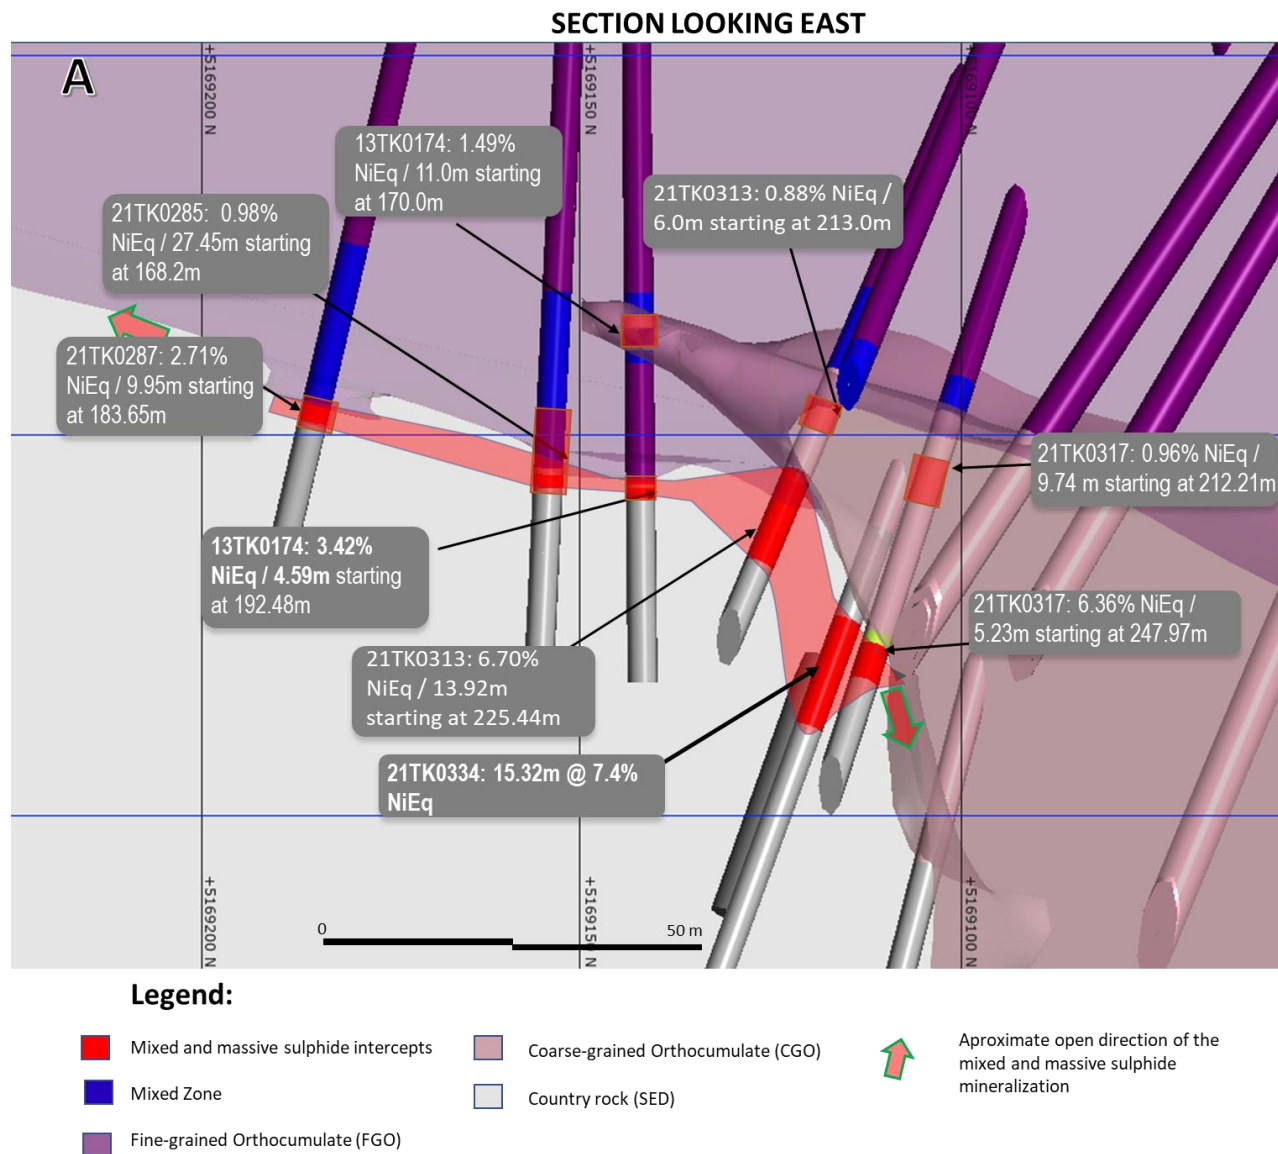 SECTION LOOKING EAST
A
+5169200 N
+5169150 N
+5169100 N
13TK0174: 1.49%
NiEq / 11.0m starting
at 170.0m
21TK0313: 0.88% NiEq /
6.0m starting at 213.0m
21TK0285: 0.98%
NiEq / 27.45m starting
at 168.2m
21TK0287: 2.71%
NiEq / 9.95m starting
at 183.65m
21TK0317: 0.96% NiEq /
9.74 m starting at 212.21m
13TK0174: 3.42%
NiEq / 4.59m starting
at 192.48m
21TK0317: 6.36% NiEq /
5.23m starting at 247.97m
21TK0313: 6.70%
NiEq / 13.92m
starting at 225.44m
21TK0334: 15.32m @ 7.4%
NiEq
+5169200 N
+5169150 N
+5169100 N
0
50 m
Legend:
Mixed and massive sulphide intercepts
Mixed Zone
Fine-grained Orthocumulate (FGO)
Coarse-grained Orthocumulate (CGO)
Country rock (SED)
Aproximate open direction of the
mixed and massive sulphide
mineralization